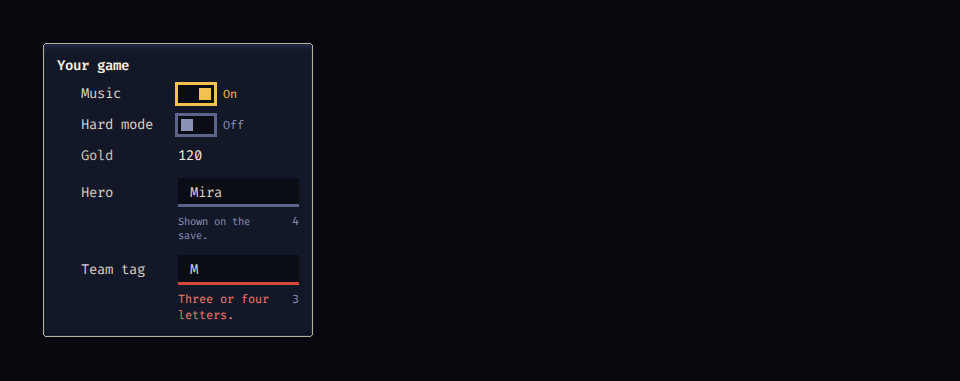 Your game
Music On
Hard mode Off
Gold 120
Hero Mira
Shown on the 4
save.
Team tag M
Three or four 3
letters.